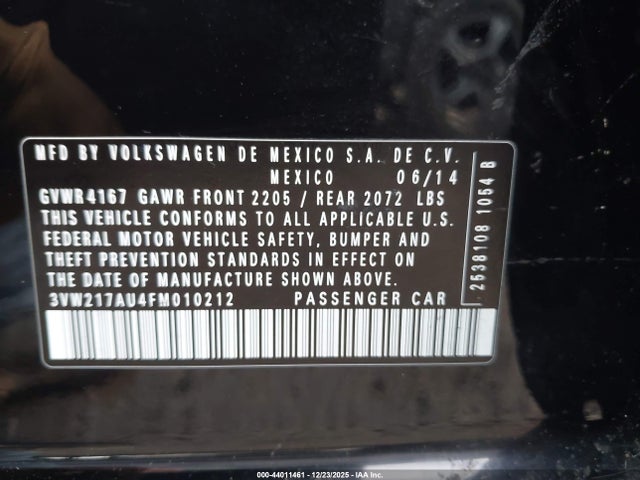 MFD BY VOLKSWAGEN DE MEXICO S.A. DE C.V.
MEXICO 06/14
GVWR 4167 GAWR FRONT 2205 / REAR 2072 LBS
THIS VEHICLE CONFORMS TO ALL APPLICABLE U.S.
FEDERAL MOTOR VEHICLE SAFETY, BUMPER AND
THEFT PREVENTION STANDARDS IN EFFECT ON
THE DATE OF MANUFACTURE SHOWN ABOVE.
3VW217AU4FM010212 PASSENGER CAR
2538108 1054 B
000-44011461 - 12/23/2025 - IAA Inc.